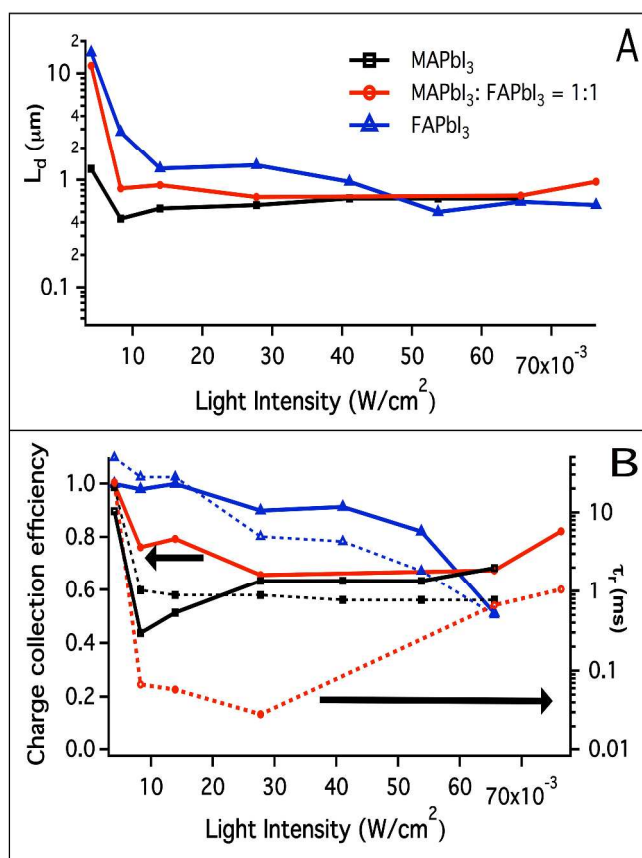 A
MAPbI₃
MAPbI₃: FAPbI₃ = 1:1
FAPbI₃
L_d (μm)
2
10
6
4
2
1
6
4
2
0.1
10 20 30 40 50 60 70x10⁻³
Light Intensity (W/cm²)
B
Charge collection efficiency
1.0
0.8
0.6
0.4
0.2
0.0
10
1
0.1
0.01
τ_r (ms)
10 20 30 40 50 60 70x10⁻³
Light Intensity (W/cm²)